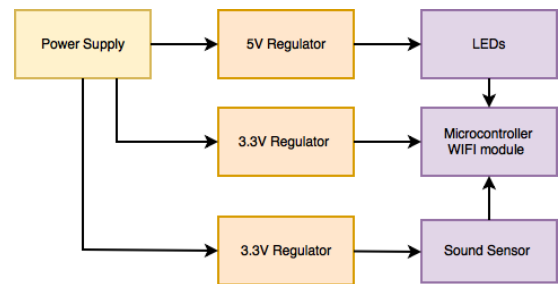 Power Supply
5V Regulator
LEDs
3.3V Regulator
Microcontroller
WIFI module
3.3V Regulator
Sound Sensor